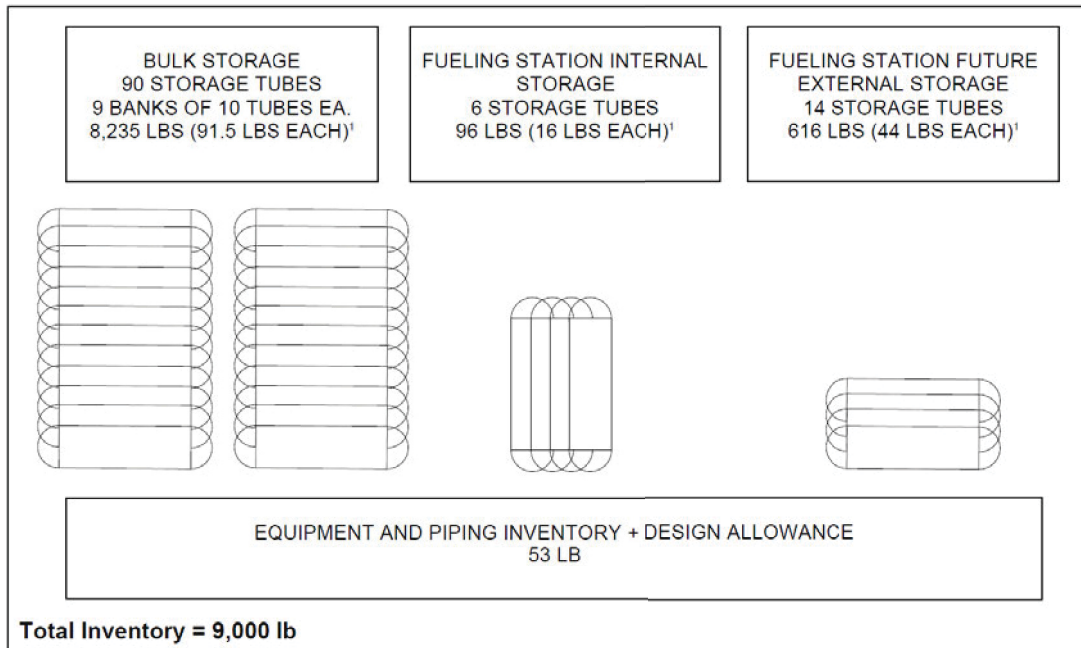 BULK STORAGE
90 STORAGE TUBES
9 BANKS OF 10 TUBES EA.
8,235 LBS (91.5 LBS EACH)¹
FUELING STATION INTERNAL
STORAGE
6 STORAGE TUBES
96 LBS (16 LBS EACH)¹
FUELING STATION FUTURE
EXTERNAL STORAGE
14 STORAGE TUBES
616 LBS (44 LBS EACH)¹
EQUIPMENT AND PIPING INVENTORY + DESIGN ALLOWANCE
53 LB
Total Inventory = 9,000 lb